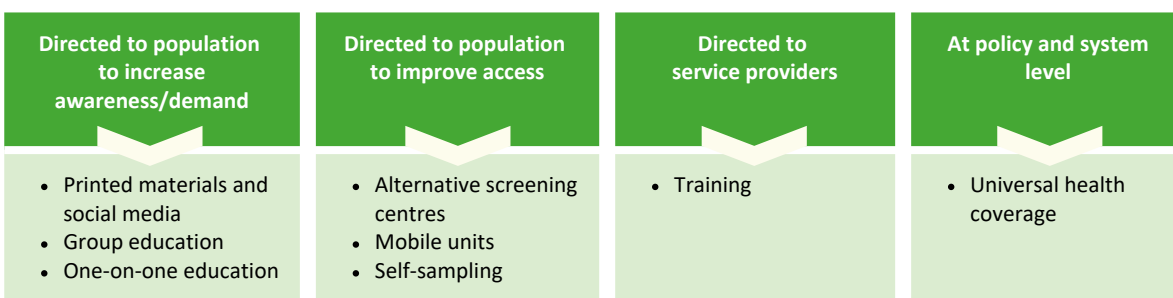 Directed to population
to increase
awareness/demand
• Printed materials and
social media
• Group education
• One-on-one education
Directed to population
to improve access
• Alternative screening
centres
• Mobile units
• Self-sampling
Directed to
service providers
• Training
At policy and system
level
• Universal health
coverage